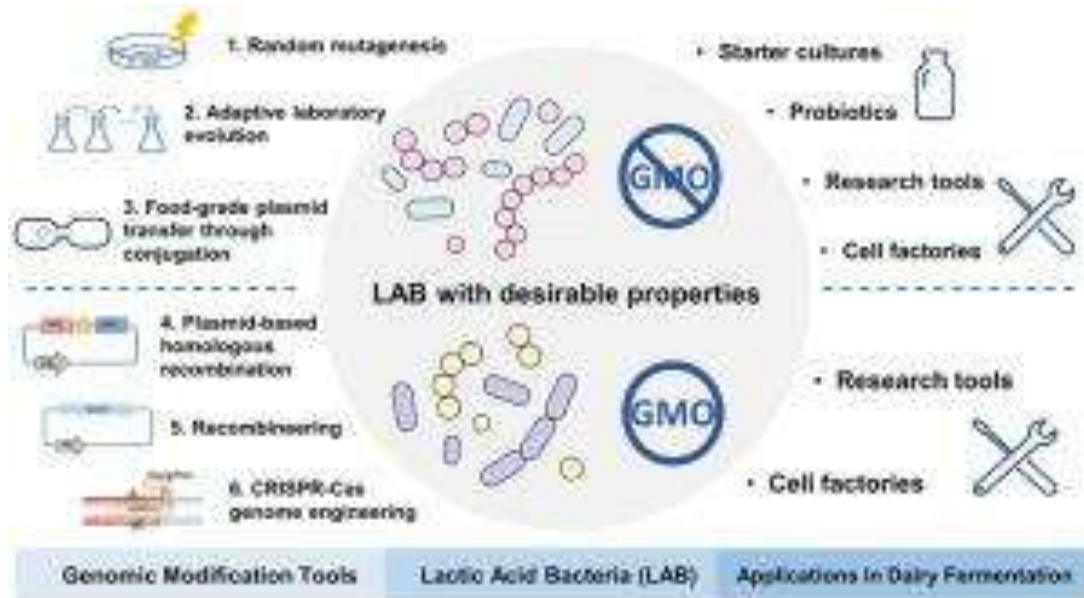 1. Random mutagenesis
2. Adaptive laboratory
evolution
3. Food-grade plasmid
transfer through
conjugation
4. Plasmid-based
homologous
recombination
5. Recombineering
6. CRISPR-Cas
genome engineering
GMO
LAB with desirable properties
GMO
• Starter cultures
• Probiotics
• Research tools
• Cell factories
• Research tools
• Cell factories
Genomic Modification Tools
Lactic Acid Bacteria (LAB)
Applications in Dairy Fermentation